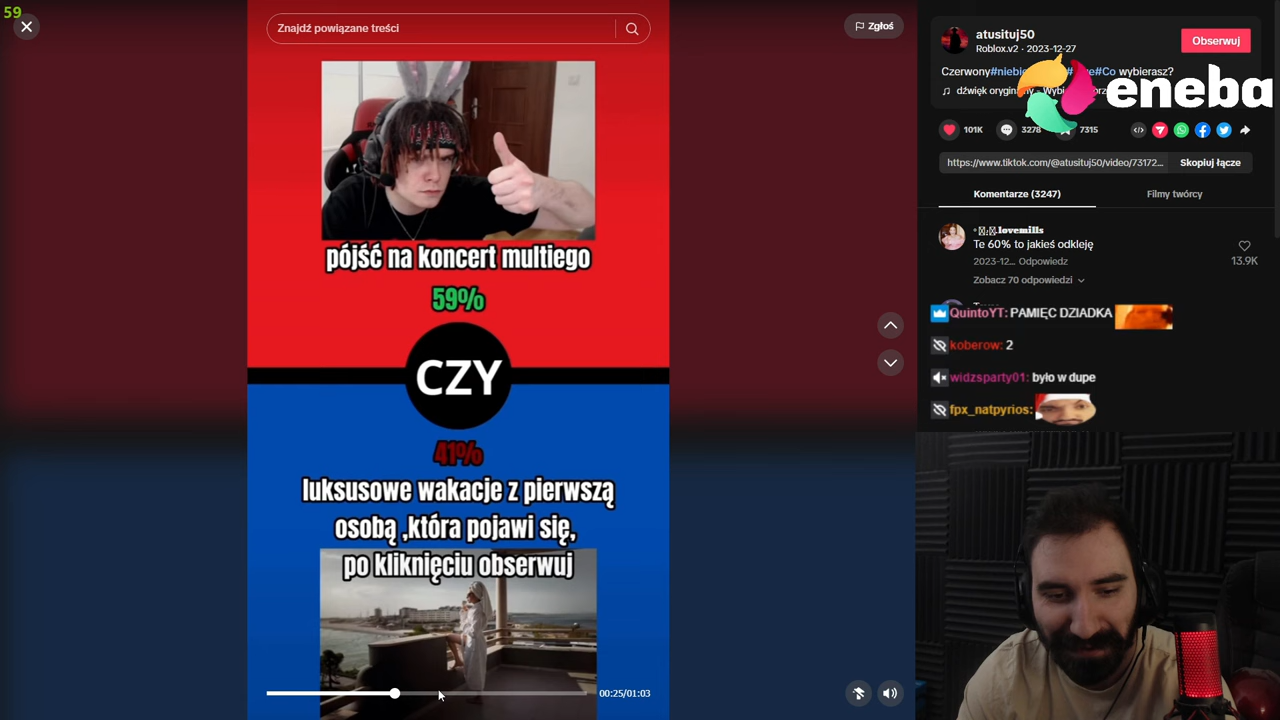 59
Znajdź powiązane treści
Zgłoś
pójść na koncert multiego
59%
CZY
41%
luksusowe wakacje z pierwszą
osobą ,która pojawi się,
po kliknięciu obserwuj
00:25/01:03
atusituj50
Roblox.v2 · 2023-12-27
Obserwuj
Czerwony #Co wybierasz?
eneba
dźwięk
101K
3278
7315
https://www.tiktok.com/@atusituj50/video/73172...
Skopiuj łącze
Komentarze (3247)
Filmy twórcy
.lovemills
Te 60% to jakieś odkleję
2023-12... Odpowiedz
13.9K
Zobacz 70 odpowiedzi
QuintoYT: PAMIĘC DZIADKA
koberow: 2
widzsparty01: było w dupe
fpx_natpyrios: